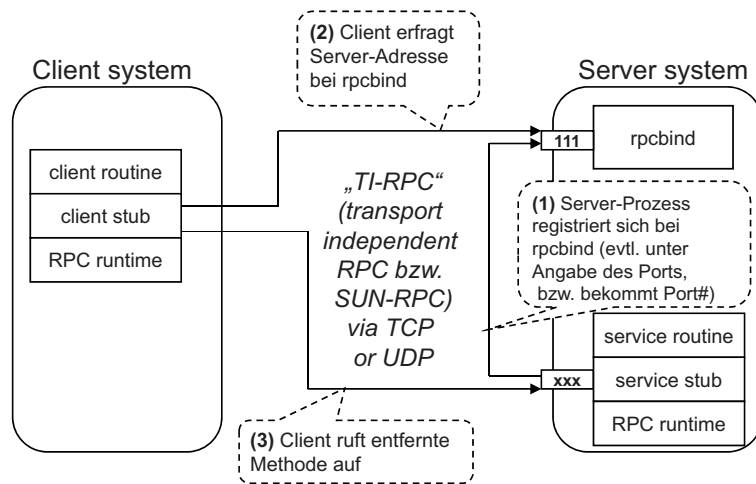 (2) Client erfragt
Server-Adresse
bei rpcbind
Client system
Server system
111
rpcbind
client routine
client stub
RPC runtime
„TI-RPC“
(transport
independent
RPC bzw.
SUN-RPC)
via TCP
or UDP
(1) Server-Prozess
registriert sich bei
rpcbind (evtl. unter
Angabe des Ports,
bzw. bekommt Port#)
service routine
xxx
service stub
RPC runtime
(3) Client ruft entfernte
Methode auf